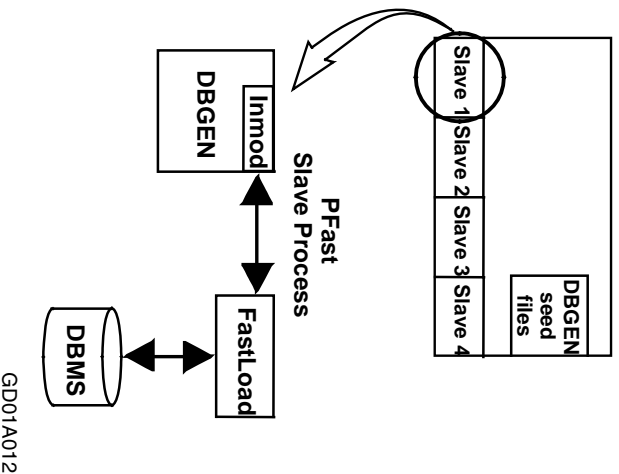 DBGEN
seed
files
Slave 1
Slave 2
Slave 3
Slave 4
PFast
Slave Process
Inmod
DBGEN
FastLoad
DBMS
GD01A012